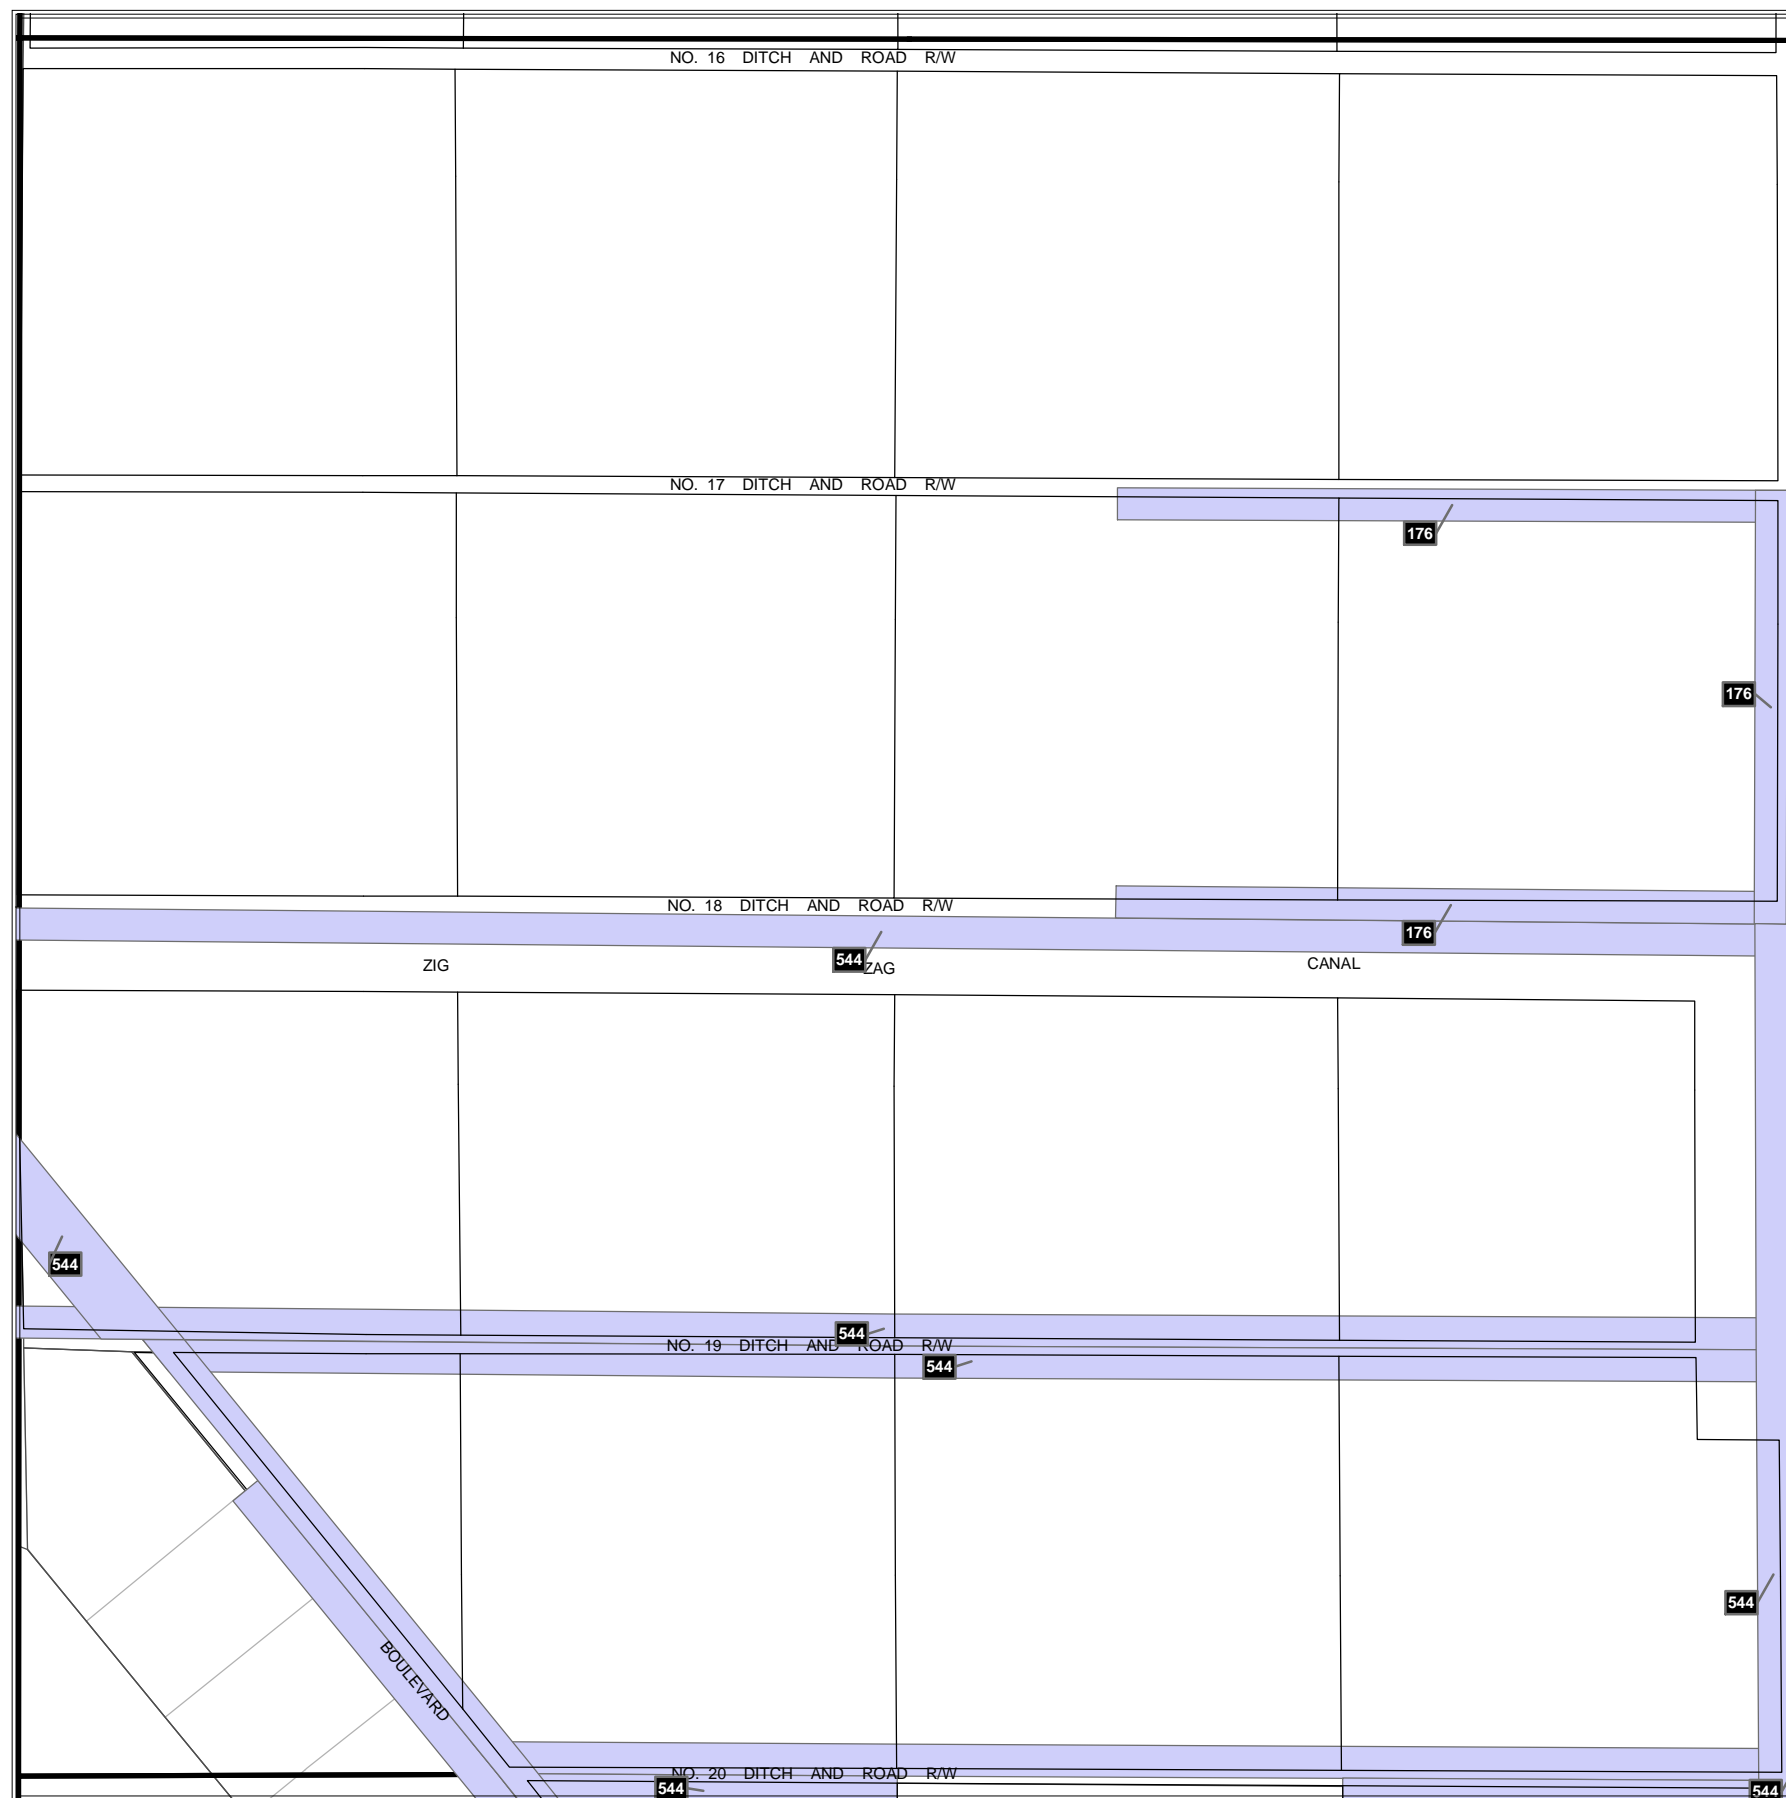 NO. 16 DITCH AND ROAD R/W
NO. 17 DITCH AND ROAD R/W
176
176
NO. 18 DITCH AND ROAD R/W
176
544
ZIG ZAG CANAL
544
544
NO. 19 DITCH AND ROAD R/W
544
544
BOULEVARD
NO. 20 DITCH AND ROAD R/W
544
544